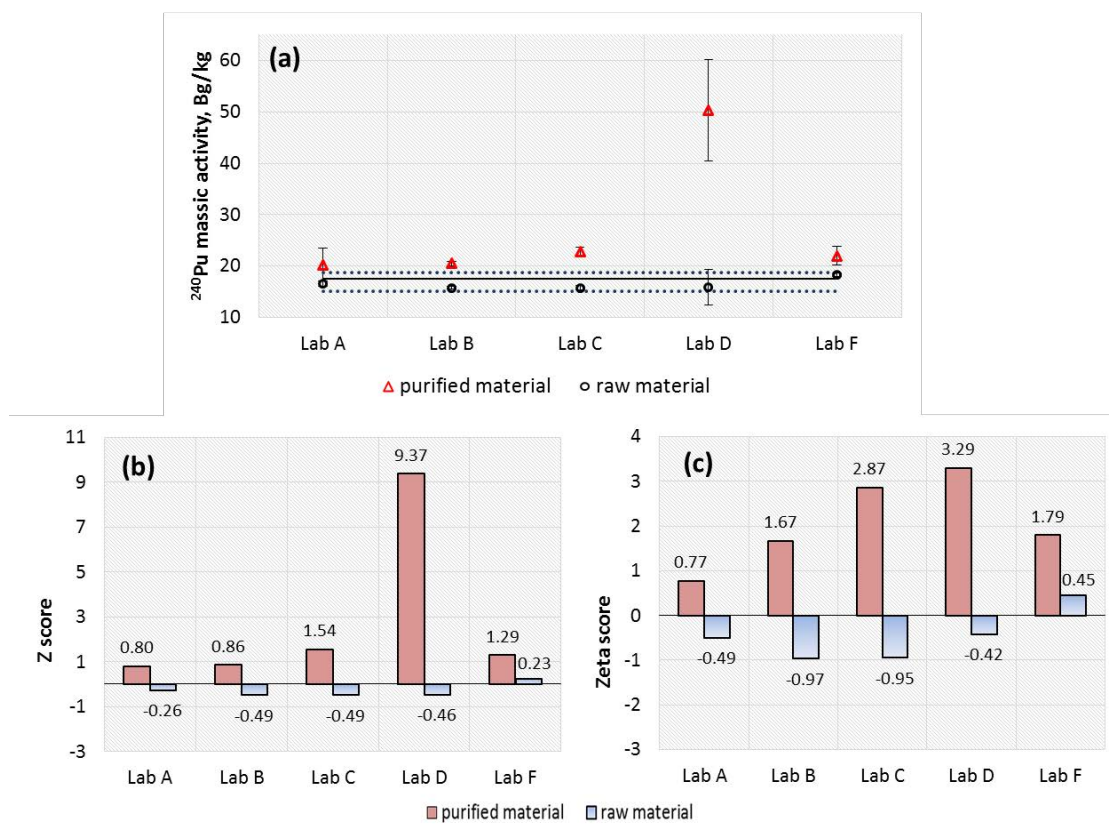 (a)
240Pu massic activity, Bg/kg
60
50
40
30
20
10
Lab A Lab B Lab C Lab D Lab F
purified material raw material
(b)
Z score
11
9
7
5
3
1
-1
-3
0.80 0.86 1.54 9.37 1.29
-0.26 -0.49 -0.49 -0.46 0.23
Lab A Lab B Lab C Lab D Lab F
(c)
Zeta score
4
3
2
1
0
-1
-2
-3
0.77 1.67 2.87 3.29 1.79
-0.49 -0.97 -0.95 -0.42 0.45
Lab A Lab B Lab C Lab D Lab F
purified material raw material